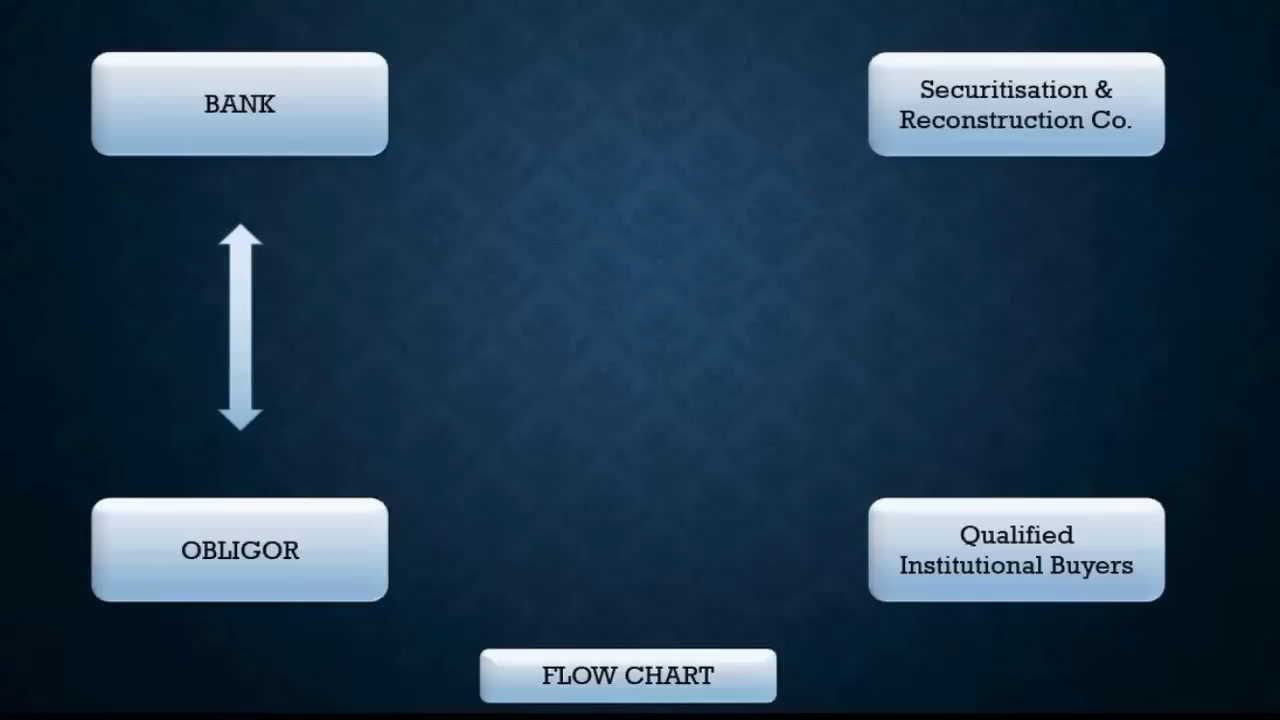 BANK
Securitisation &
Reconstruction Co.
OBLIGOR
Qualified
Institutional Buyers
FLOW CHART